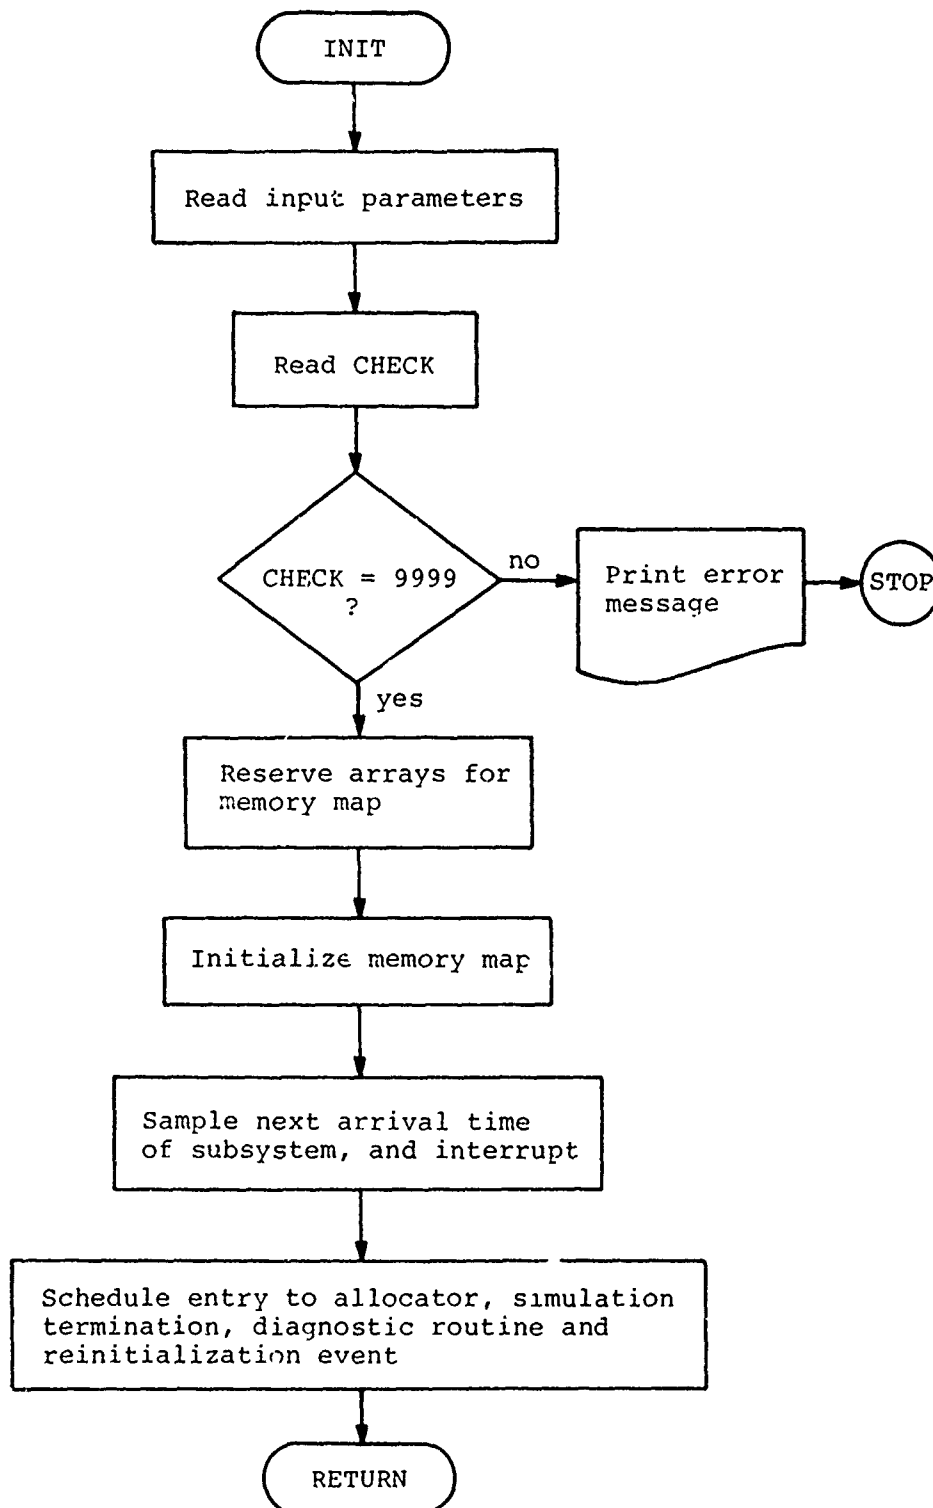 INIT
Read input parameters
Read CHECK
CHECK = 9999
?
no
Print error
message
STOP
yes
Reserve arrays for
memory map
Initialize memory map
Sample next arrival time
of subsystem, and interrupt
Schedule entry to allocator, simulation
termination, diagnostic routine and
reinitialization event
RETURN